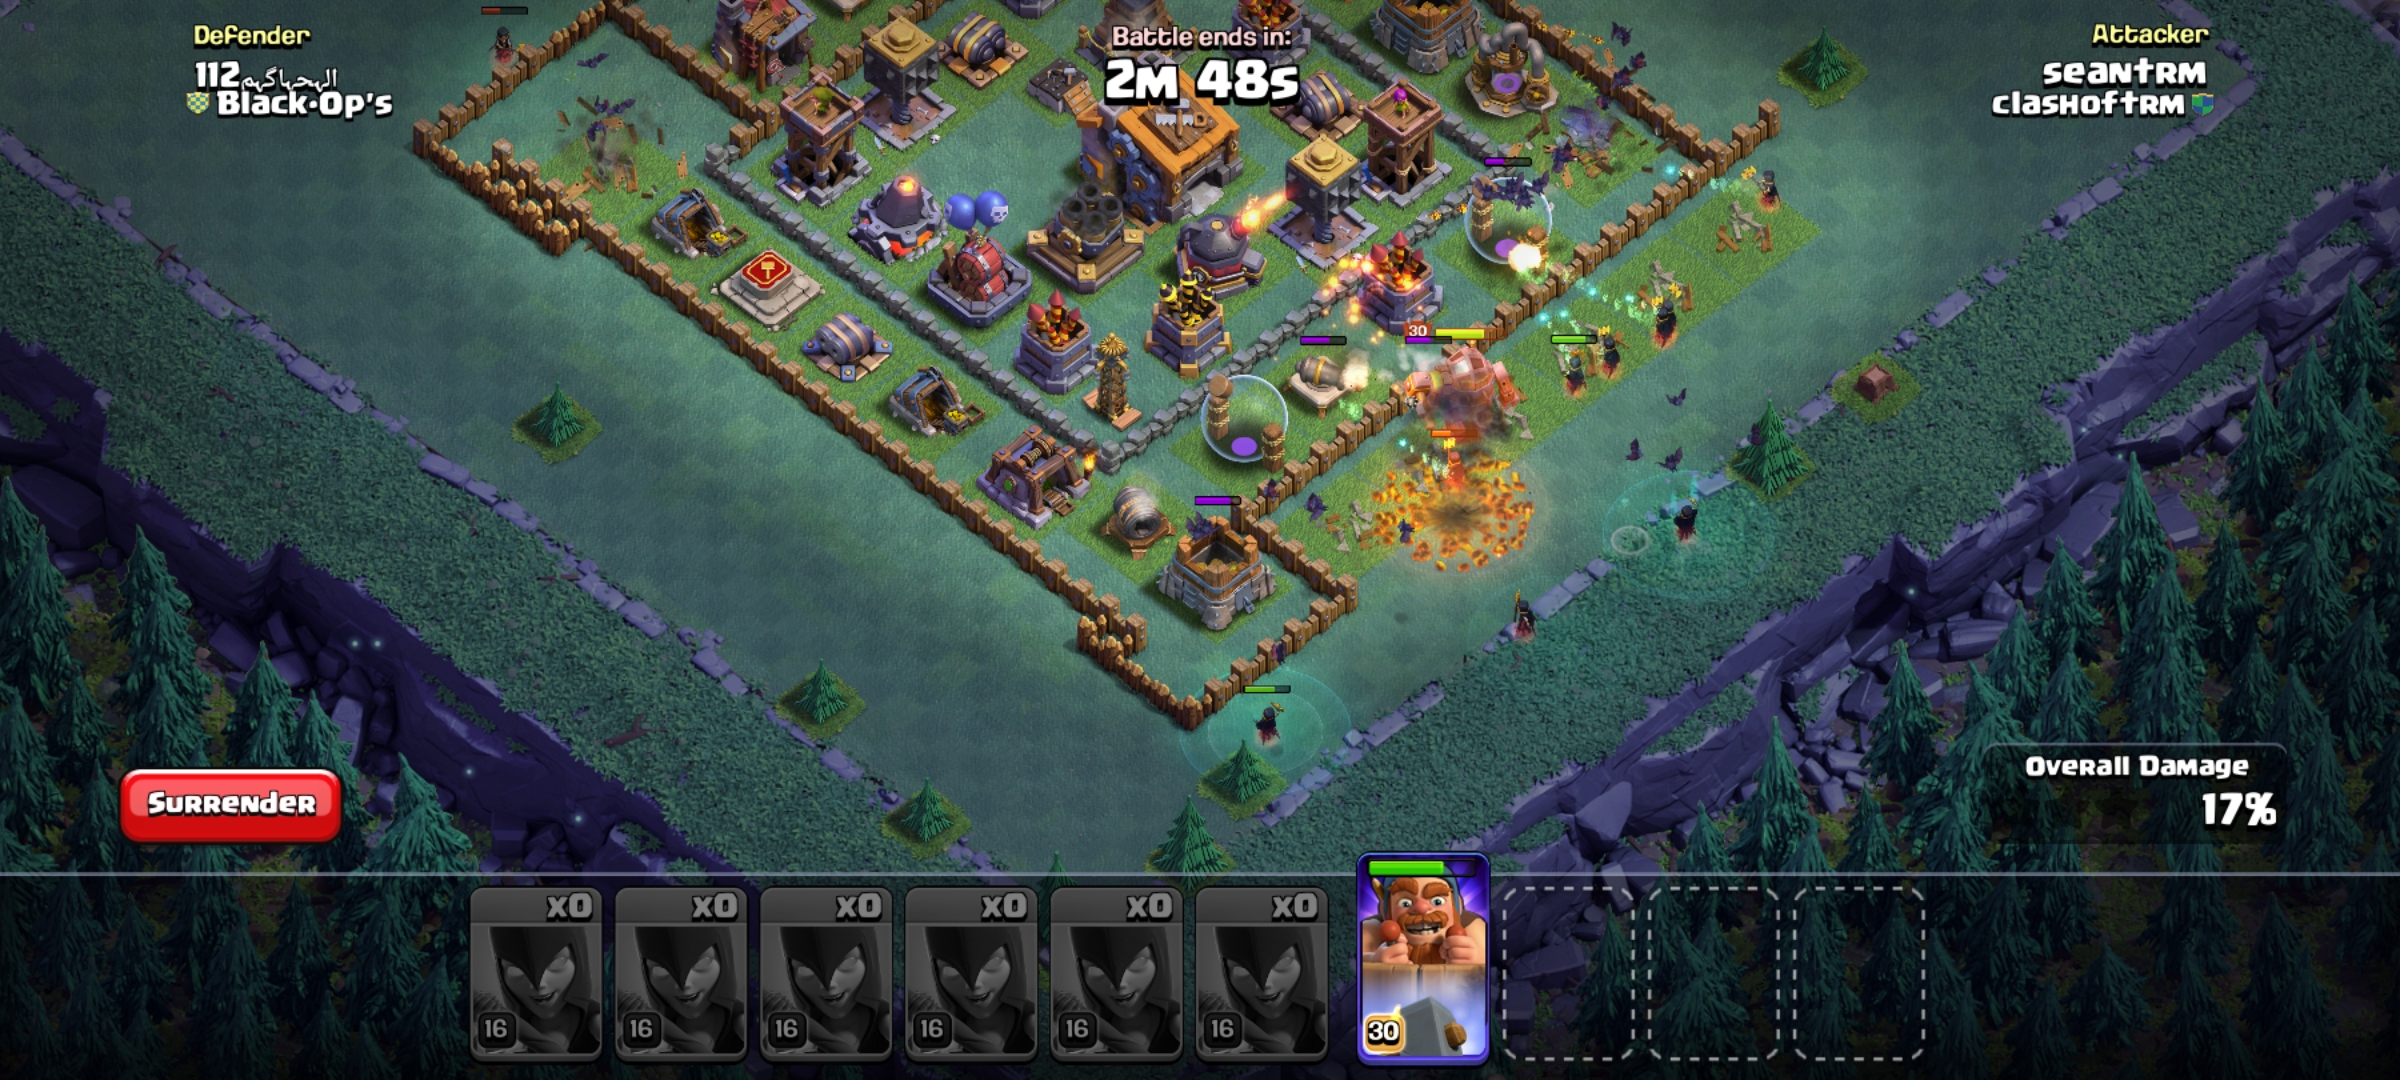 Defender
112الهجاگهم
Black•Op's
Battle ends in:
2M 48s
Attacker
seantRM
clashoftRM
30
Surrender
Overall Damage
17%
x0
x0
x0
x0
x0
x0
16
16
16
16
16
16
30